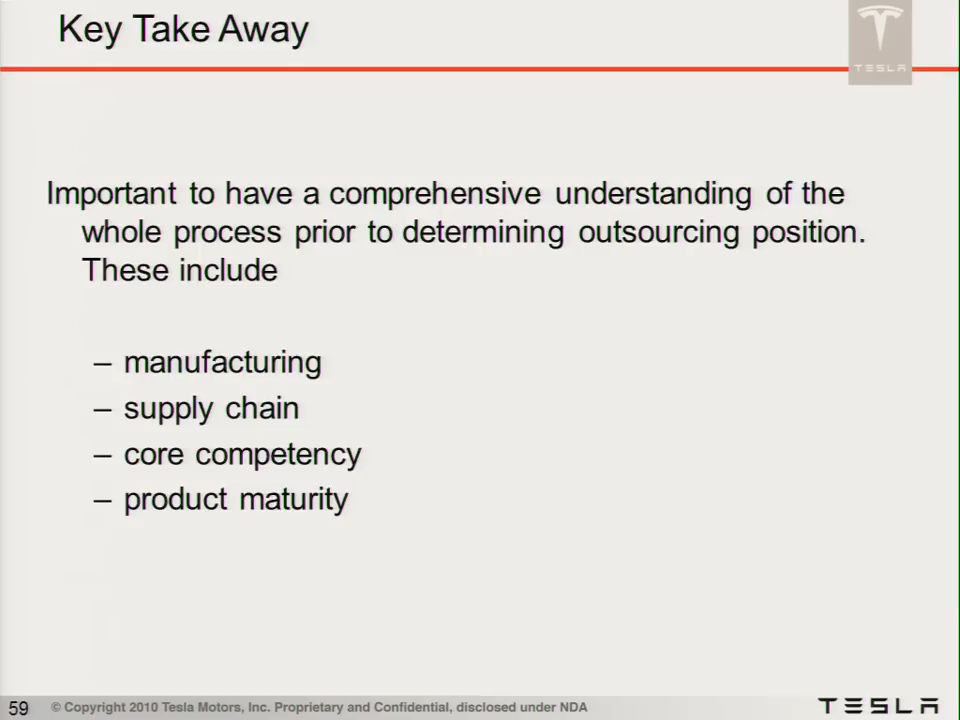 Key Take Away
TESLA
Important to have a comprehensive understanding of the
whole process prior to determining outsourcing position.
These include
– manufacturing
– supply chain
– core competency
– product maturity
59
© Copyright 2010 Tesla Motors, Inc. Proprietary and Confidential, disclosed under NDA
TESLA